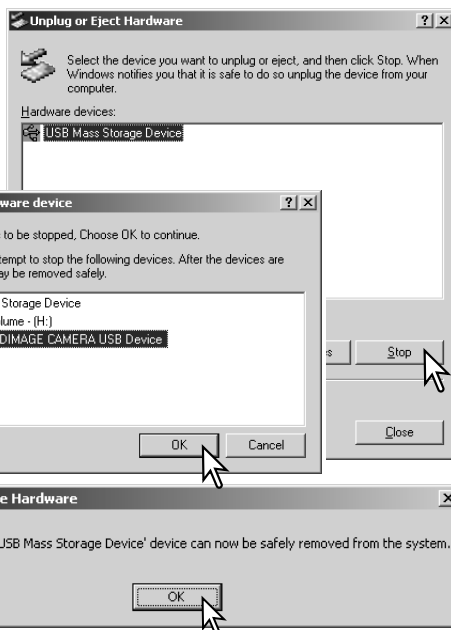 Unplug or Eject Hardware
Select the device you want to unplug or eject, and then click Stop. When
Windows notifies you that it is safe to do so unplug the device from your
computer.
Hardware devices:
USB Mass Storage Device
Stop
Close
ware device
to be stopped, Choose OK to continue.
tempt to stop the following devices. After the devices are
ay be removed safely.
Storage Device
lume - (H:)
DIMAGE CAMERA USB Device
OK
Cancel
e Hardware
USB Mass Storage Device' device can now be safely removed from the system.
OK